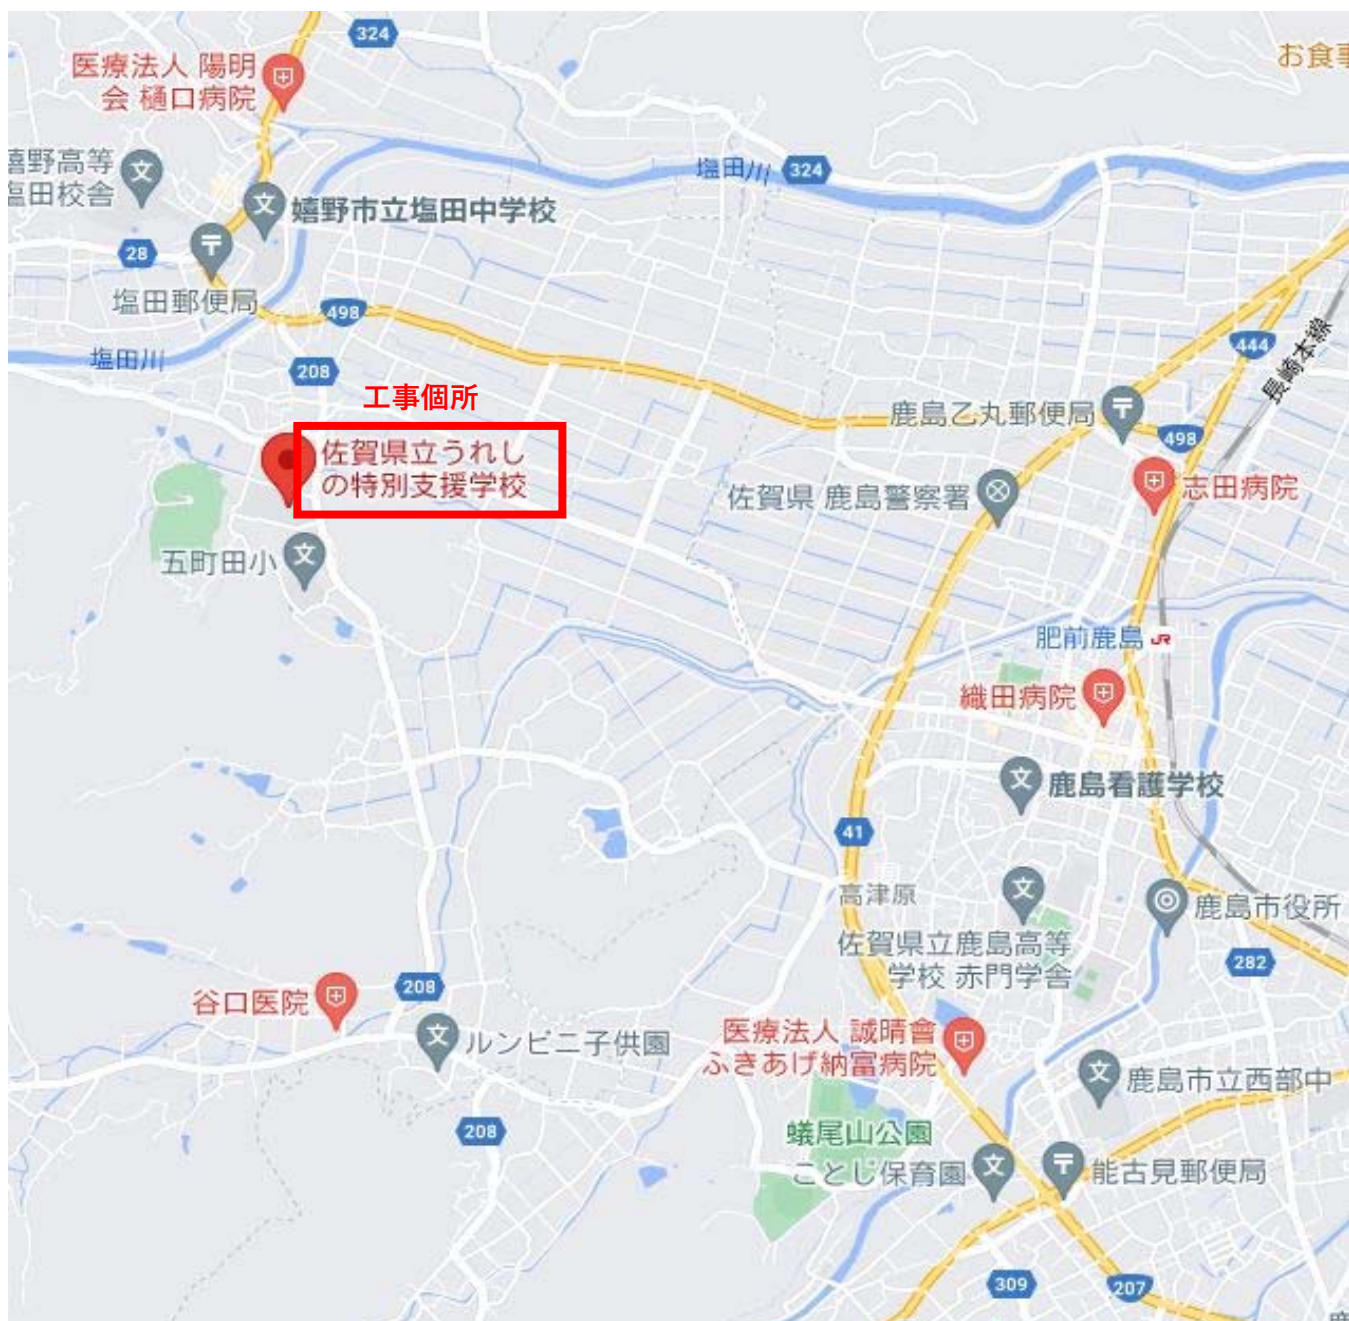 324
お食事
医療法人 陽明
会 樋口病院
嬉野高等
塩田校舎
塩田川
324
嬉野市立塩田中学校
28
塩田郵便局
498
塩田川
208
444
長崎本線
工事個所
鹿島乙丸郵便局
498
佐賀県立うれし
の特別支援学校
佐賀県 鹿島警察署
志田病院
五町田小
肥前鹿島
JR
織田病院
鹿島看護学校
41
高津原
鹿島市役所
佐賀県立鹿島高等
学校 赤門学舎
282
208
谷口医院
ルンビニ子供園
医療法人 誠晴會
ふきあげ納富病院
鹿島市立西部中
208
蟻尾山公園
ことじ保育園
能古見郵便局
309
207